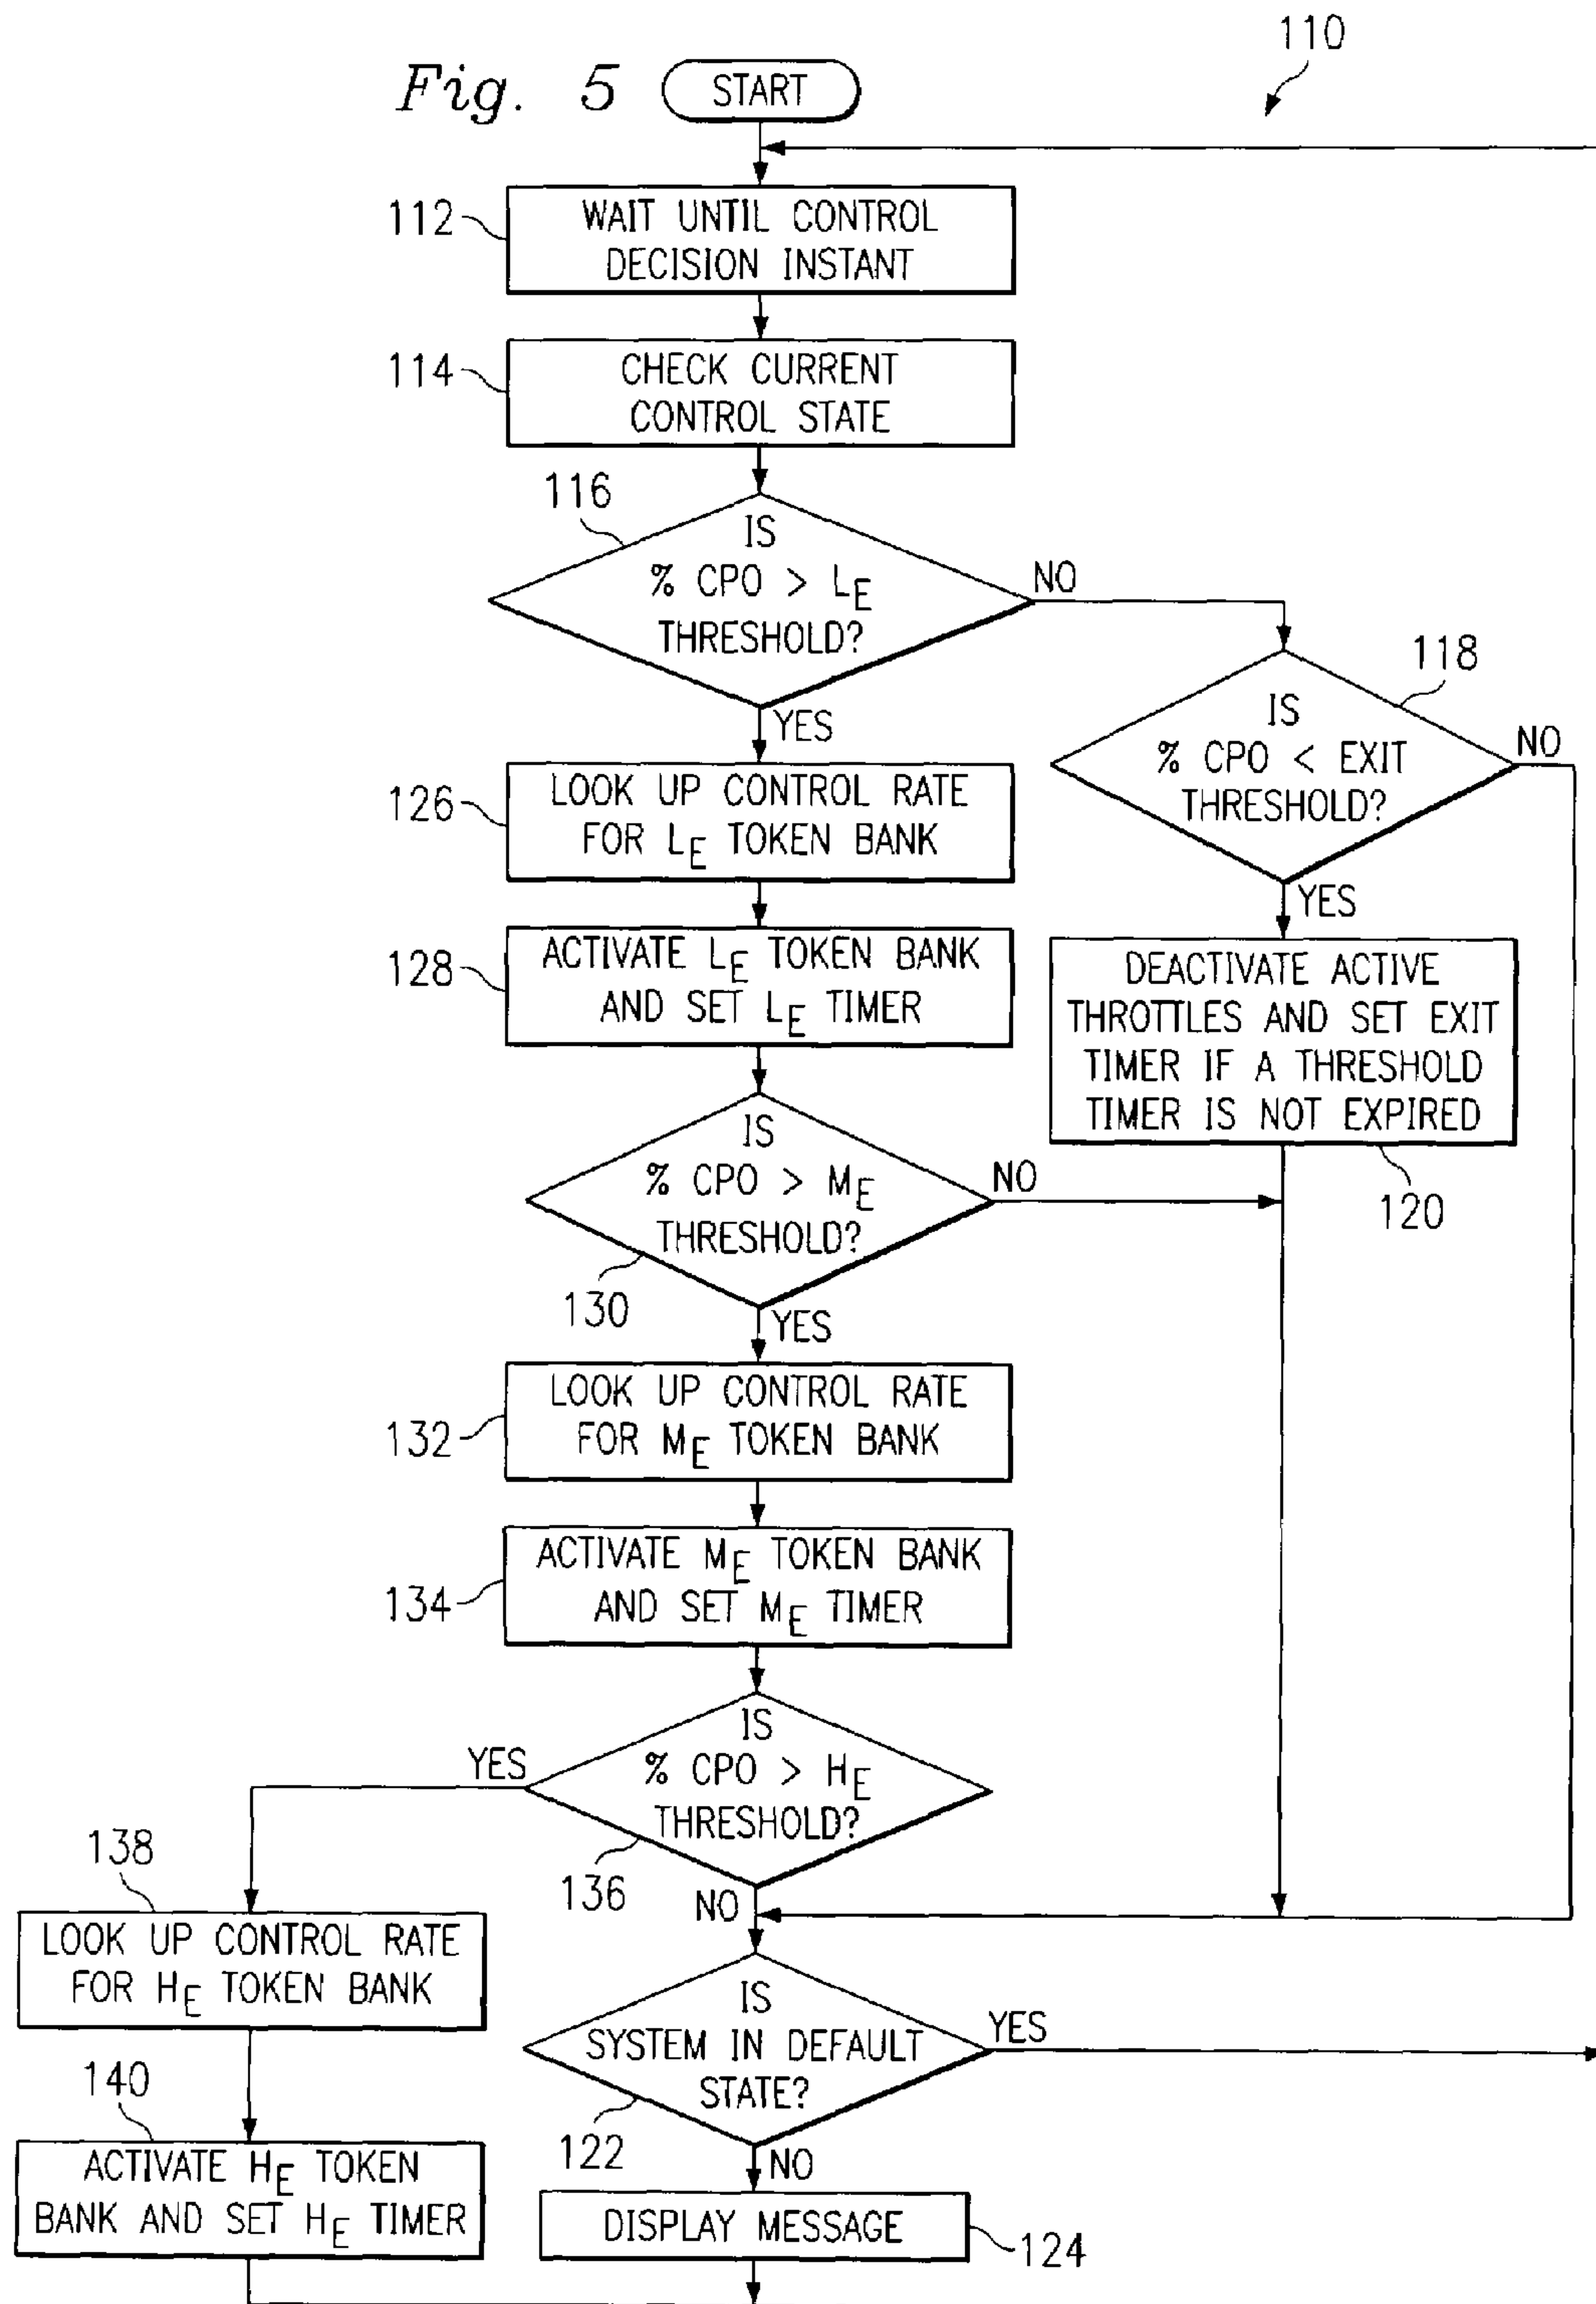 110
Fig. 5
START
112
WAIT UNTIL CONTROL
DECISION INSTANT
114
CHECK CURRENT
CONTROL STATE
116
IS
% CPO > LE
THRESHOLD?
NO
YES
118
IS
% CPO < EXIT
THRESHOLD?
NO
YES
126
LOOK UP CONTROL RATE
FOR LE TOKEN BANK
128
ACTIVATE LE TOKEN BANK
AND SET LE TIMER
DEACTIVATE ACTIVE
THROTTLES AND SET EXIT
TIMER IF A THRESHOLD
TIMER IS NOT EXPIRED
120
IS
% CPO > ME
THRESHOLD?
NO
130
YES
132
LOOK UP CONTROL RATE
FOR ME TOKEN BANK
134
ACTIVATE ME TOKEN BANK
AND SET ME TIMER
IS
% CPO > HE
THRESHOLD?
YES
136
NO
138
LOOK UP CONTROL RATE
FOR HE TOKEN BANK
IS
SYSTEM IN DEFAULT
STATE?
YES
122
NO
140
ACTIVATE HE TOKEN
BANK AND SET HE TIMER
DISPLAY MESSAGE
124